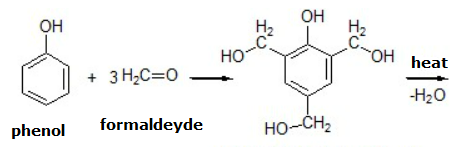 OH
+ 3 H₂C=O
phenol
formaldeyde
OH
H₂
C
HO
H₂
C
OH
HO-CH₂
heat
-H₂O